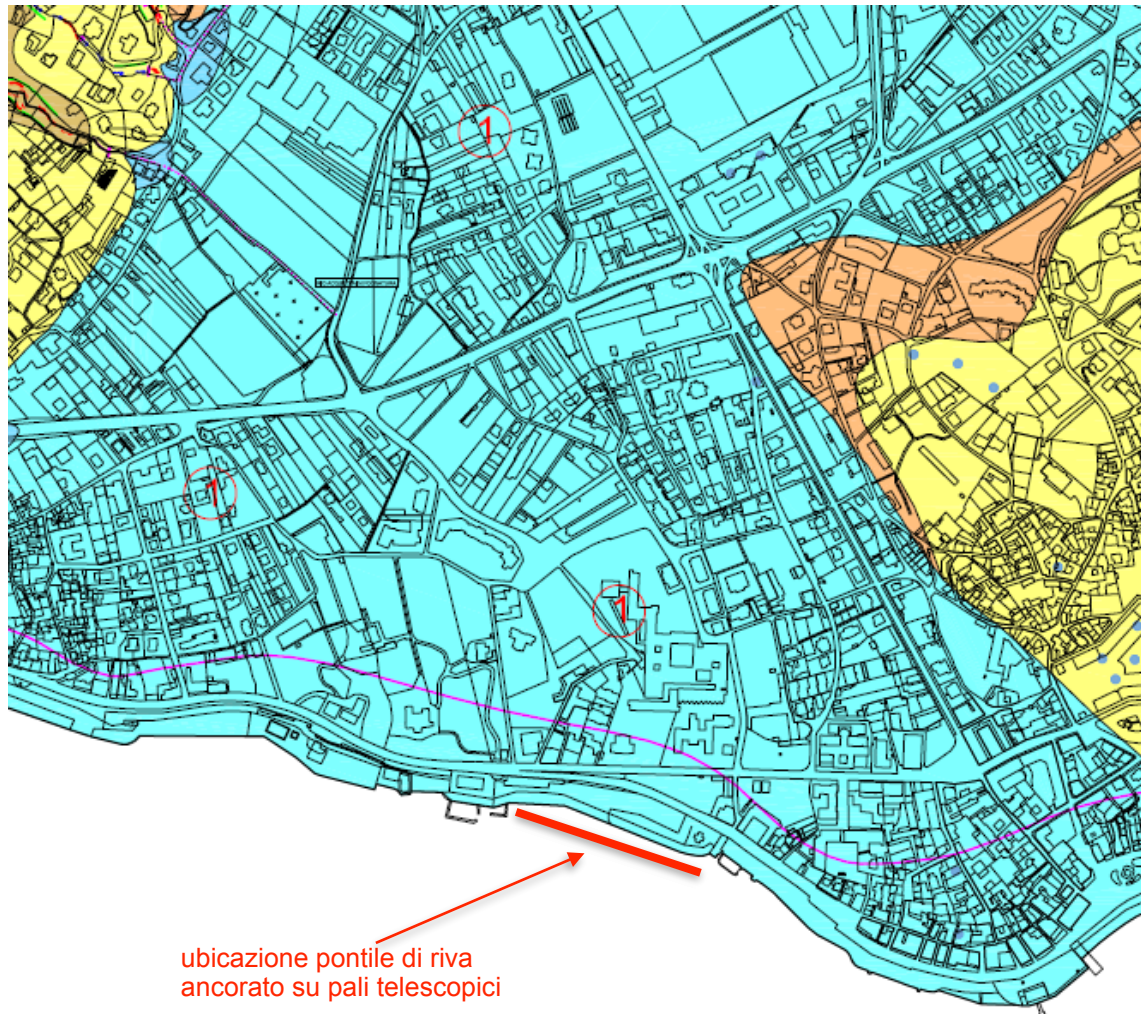 1
1
1
ubicazione pontile di riva
ancorato su pali telescopici